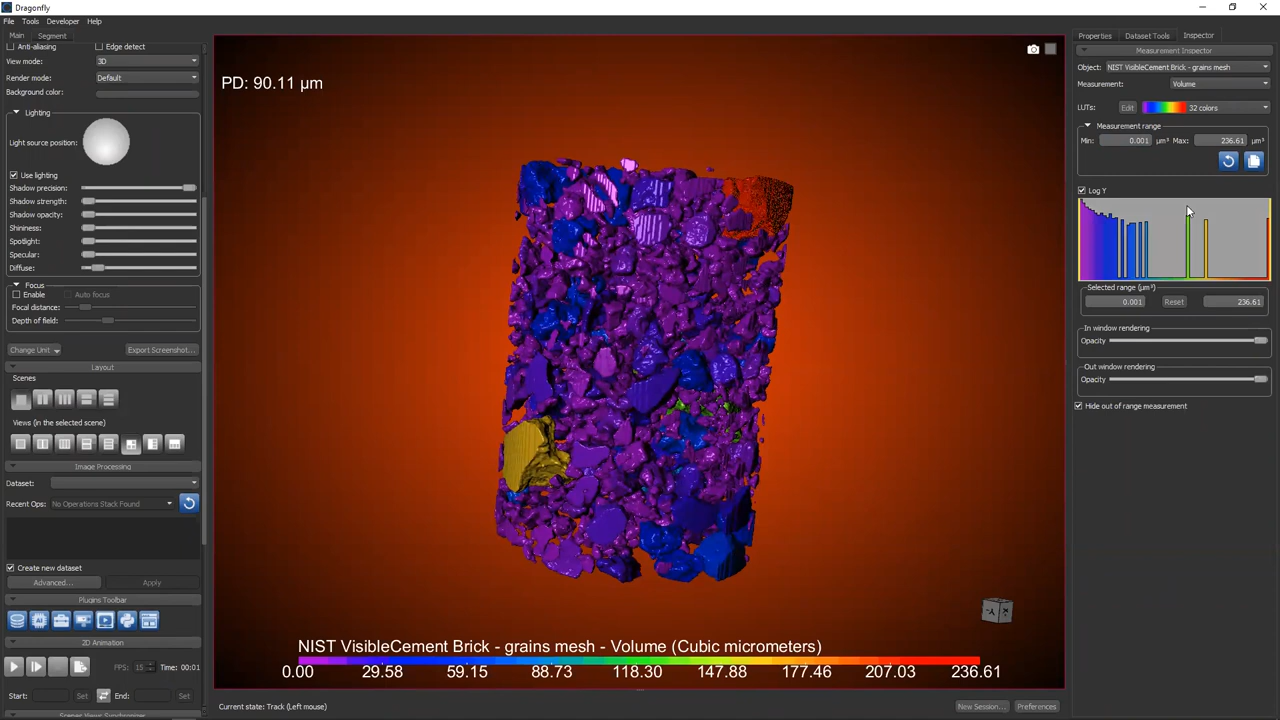 Dragonfly
File Tools Developer Help
Main Segment
Anti-aliasing Edge detect
View mode: 3D
Render mode: Default
Background color:
Lighting
Light source position:
Use lighting
Shadow precision:
Shadow strength:
Shadow opacity:
Shininess:
Spotlight:
Specular:
Diffuse:
Focus
Enable Auto focus
Focal distance:
Depth of field:
Change Unit Export Screenshot...
Layout
Scenes
Views (in the selected scene)
Image Processing
Dataset:
Recent Ops: No Operations Stack Found
Create new dataset
Advanced... Apply
Plugins Toolbar
2D Animation
FPS: 15 Time: 00:01
Start: Set End: Set
Scenes Views Synchronizer
PD: 90.11 µm
NIST VisibleCement Brick - grains mesh - Volume (Cubic micrometers)
0.00 29.58 59.15 88.73 118.30 147.88 177.46 207.03 236.61
Current state: Track (Left mouse) New Session... Preferences
Properties Dataset Tools Inspector
Measurement Inspector
Object: NIST VisibleCement Brick - grains mesh
Measurement: Volume
LUTs: Edit 32 colors
Measurement range
Min: 0.001 µm³ Max: 236.61 µm³
Log Y
Selected range (µm³)
0.001 Reset 236.61
In window rendering
Opacity
Out window rendering
Opacity
Hide out of range measurement